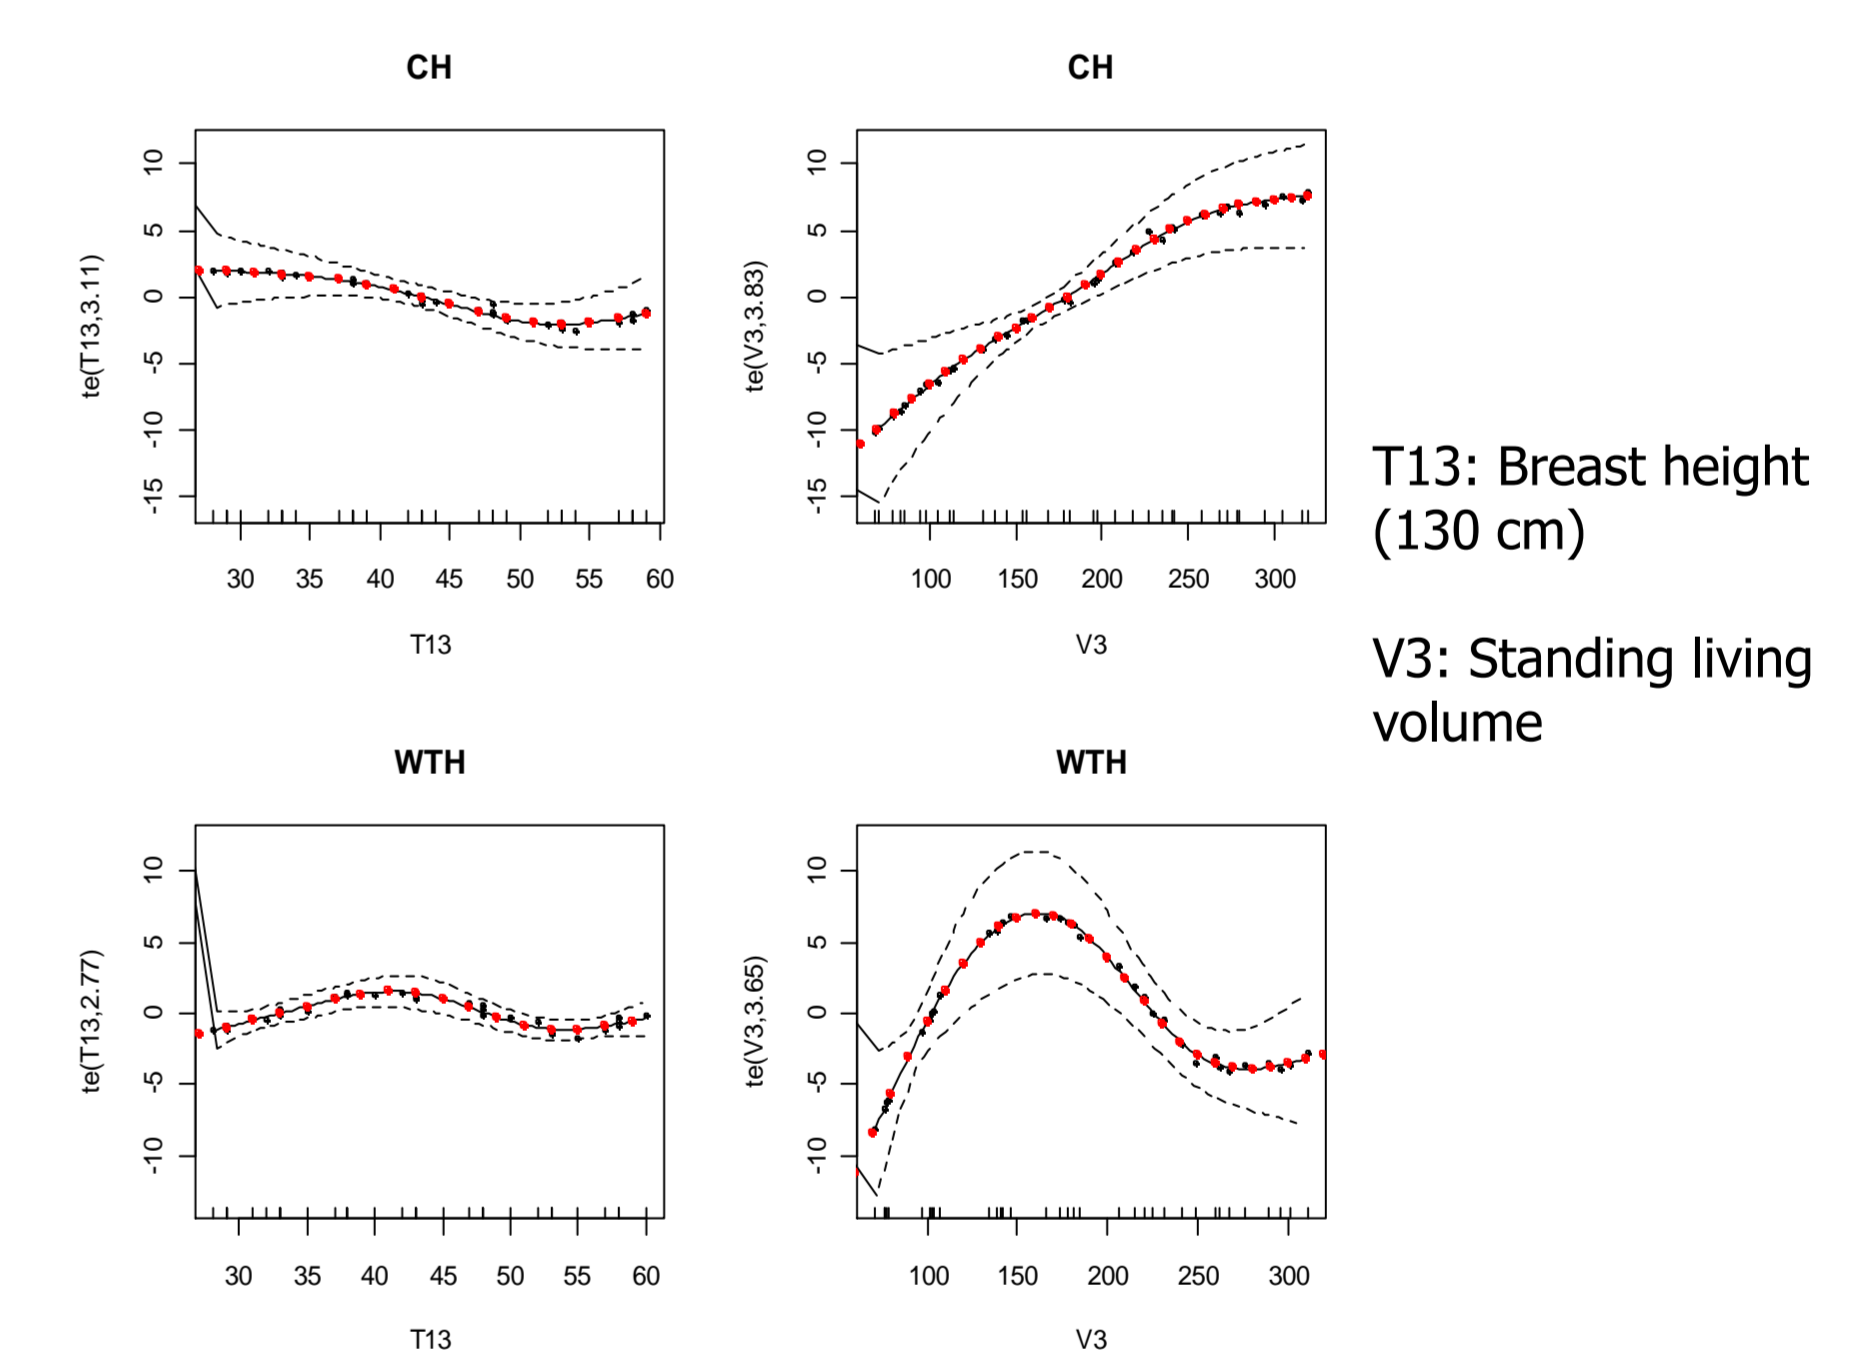 CH
10
5
0
-5
-10
-15
te(T13,3.11)
30 35 40 45 50 55 60
T13
CH
10
5
0
-5
-10
-15
te(V3,3.83)
100 150 200 250 300
V3
T13: Breast height
(130 cm)
V3: Standing living
volume
WTH
10
5
0
-5
-10
te(T13,2.77)
30 35 40 45 50 55 60
T13
WTH
10
5
0
-5
-10
te(V3,3.65)
100 150 200 250 300
V3